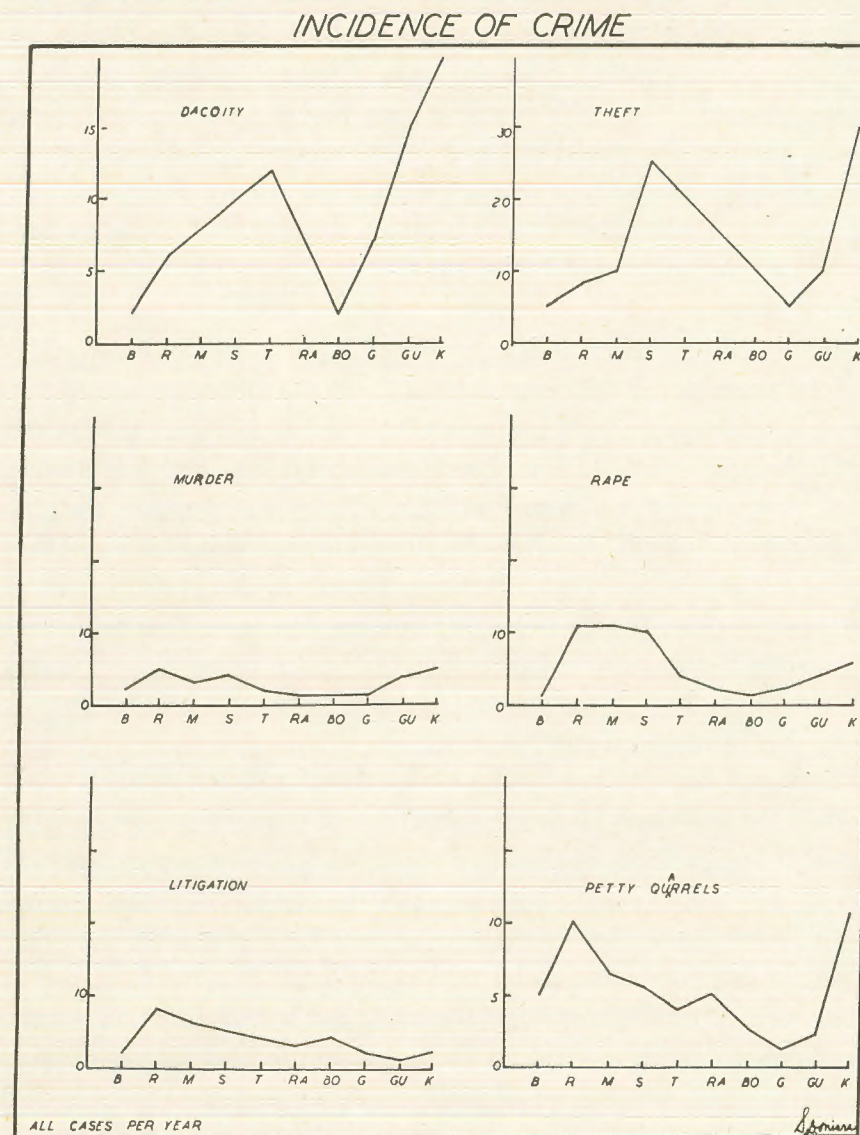 INCIDENCE OF CRIME
DACOITY
15
10
5
0
B R M S T RA BO G GU K
THEFT
30
20
10
0
B R M S T RA BO G GU K
MURDER
10
0
B R M S T RA BO G GU K
RAPE
10
0
B R M S T RA BO G GU K
LITIGATION
10
0
B R M S T RA BO G GU K
PETTY QUARRELS
10
5
0
B R M S T RA BO G GU K
ALL CASES PER YEAR